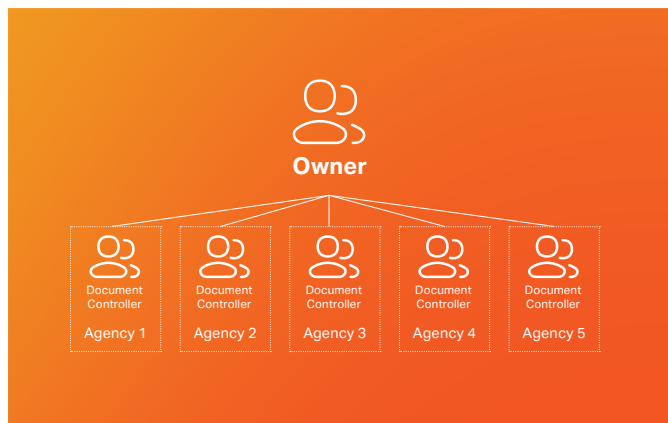 Owner
Document
Controller
Agency 1
Document
Controller
Agency 2
Document
Controller
Agency 3
Document
Controller
Agency 4
Document
Controller
Agency 5